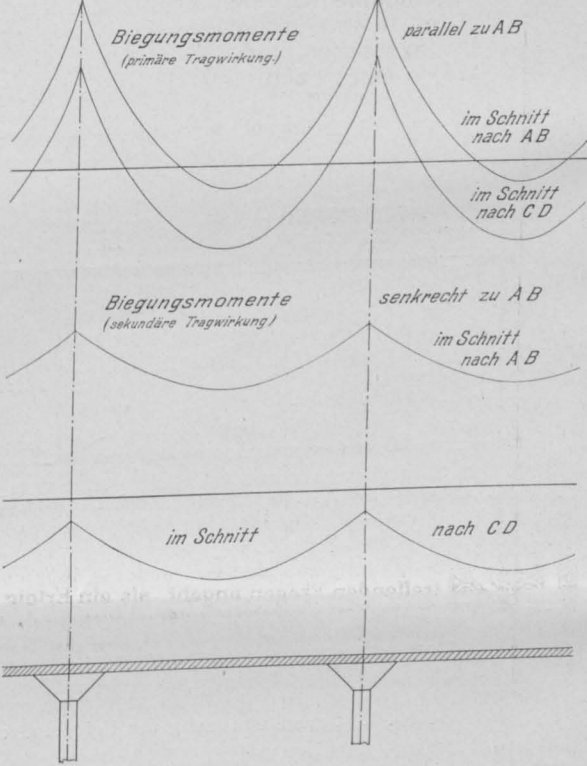 Biegungsmomente
(primäre Tragwirkung.)
parallel zu AB
im Schnitt
nach AB
im Schnitt
nach CD
Biegungsmomente
(sekundäre Tragwirkung)
senkrecht zu AB
im Schnitt
nach AB
im Schnitt
nach CD